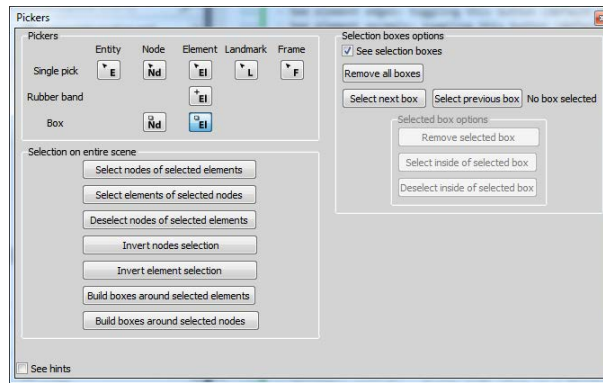 Pickers
Pickers
Entity Node Element Landmark Frame
Single pick E Nd El L F
Rubber band El
Box Nd El
Selection on entire scene
Select nodes of selected elements
Select elements of selected nodes
Deselect nodes of selected elements
Invert nodes selection
Invert element selection
Build boxes around selected elements
Build boxes around selected nodes
See hints
Selection boxes options
See selection boxes
Remove all boxes
Select next box Select previous box No box selected
Selected box options
Remove selected box
Select inside of selected box
Deselect inside of selected box